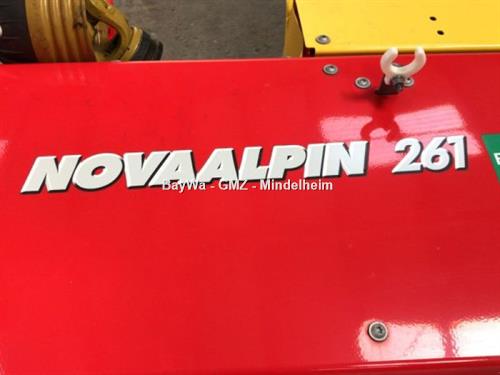 NOVAALPIN 261
BayWa - GMZ - Mindelheim